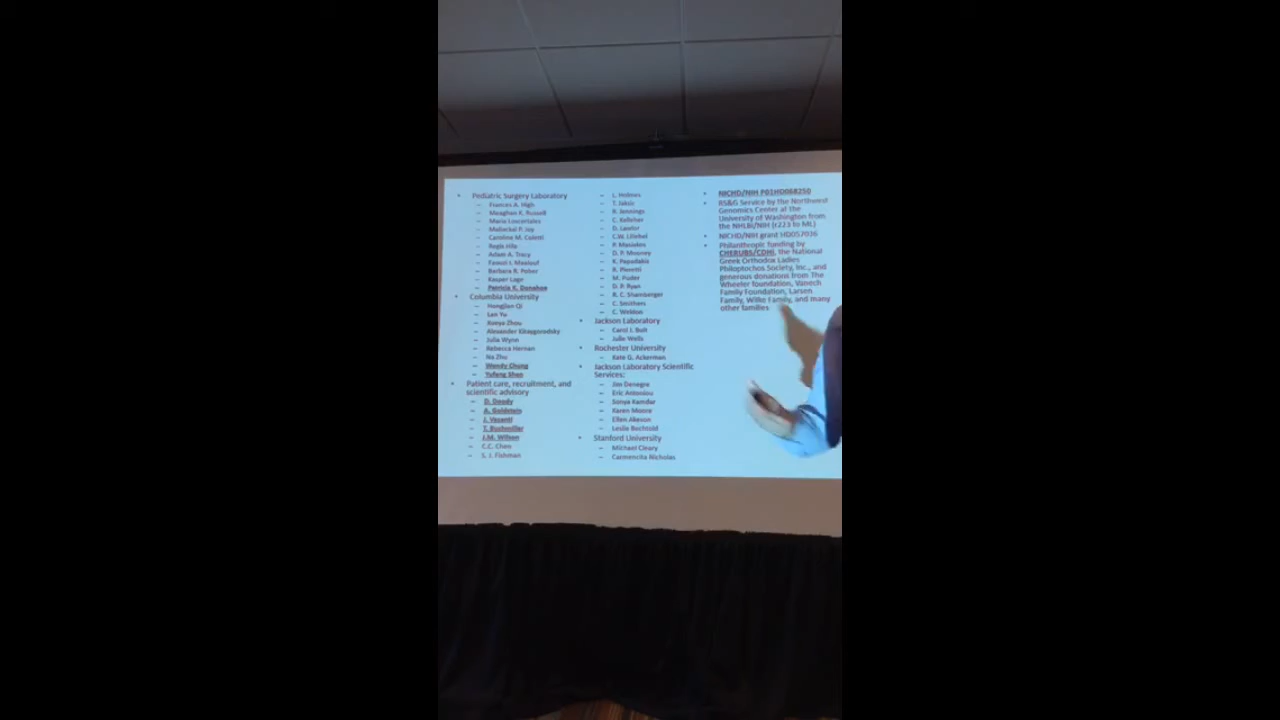 • Pediatric Surgery Laboratory
– Frances A. High
– Meaghan K. Russell
– Maria Loscertales
– Caroline M. Culenti
– Adam A. Tracy
– Fawozi I. Maalouf
– Barbara R. Pober
– Kasper Lage
– Patricia K. Donahoe
• Columbia University
– Hongjian Qi
– Lan Yu
– Xueya Zhou
– Alexander Kitaygorodsky
– Julia Wynn
– Rebecca Hernan
– Na Zhu
– Wendy Chung
– Yufeng Shen
• Patient care, recruitment, and
scientific advisory
– D. Doody
– A. Goldstein
– J. Vacanti
– T. Buchmiller
– J.M. Wilson
– C.C. Chen
– S. J. Fishman
– L. Holmes
– T. Jaksic
– R. Jennings
– C. Kelleher
– D. Lawlor
– C.W. Lillehei
– P. Masiakos
– D. P. Mooney
– K. Papadakis
– R. Pieretti
– M. Puder
– D. P. Ryan
– R. C. Shamberger
– C. Smithers
– C. Weldon
• Jackson Laboratory
– Carol J. Bult
– Julie Wells
• Rochester University
– Kate G. Ackerman
• Jackson Laboratory Scientific
Services:
– Jim Denegre
– Eric Antoniou
– Sonya Kamdar
– Karen Moore
– Ellen Akeson
– Leslie Bechtold
• Stanford University
– Michael Cleary
– Carmencita Nicholas
• NICHD/NIH P01HD068250
• RS&G Service by the Northwest
Genomics Center at the
University of Washington from
the NHLBI/NIH (r223 to ML)
• NICHD/NIH grant HD057036
• Philanthropic funding by
CHERUBS/CDHi, the National
Greek Orthodox Ladies
Philoptochos Society, Inc., and
generous donations from The
Wheeler foundation, Vanech
Family Foundation, Larsen
Family, Wilke Family, and many
other families